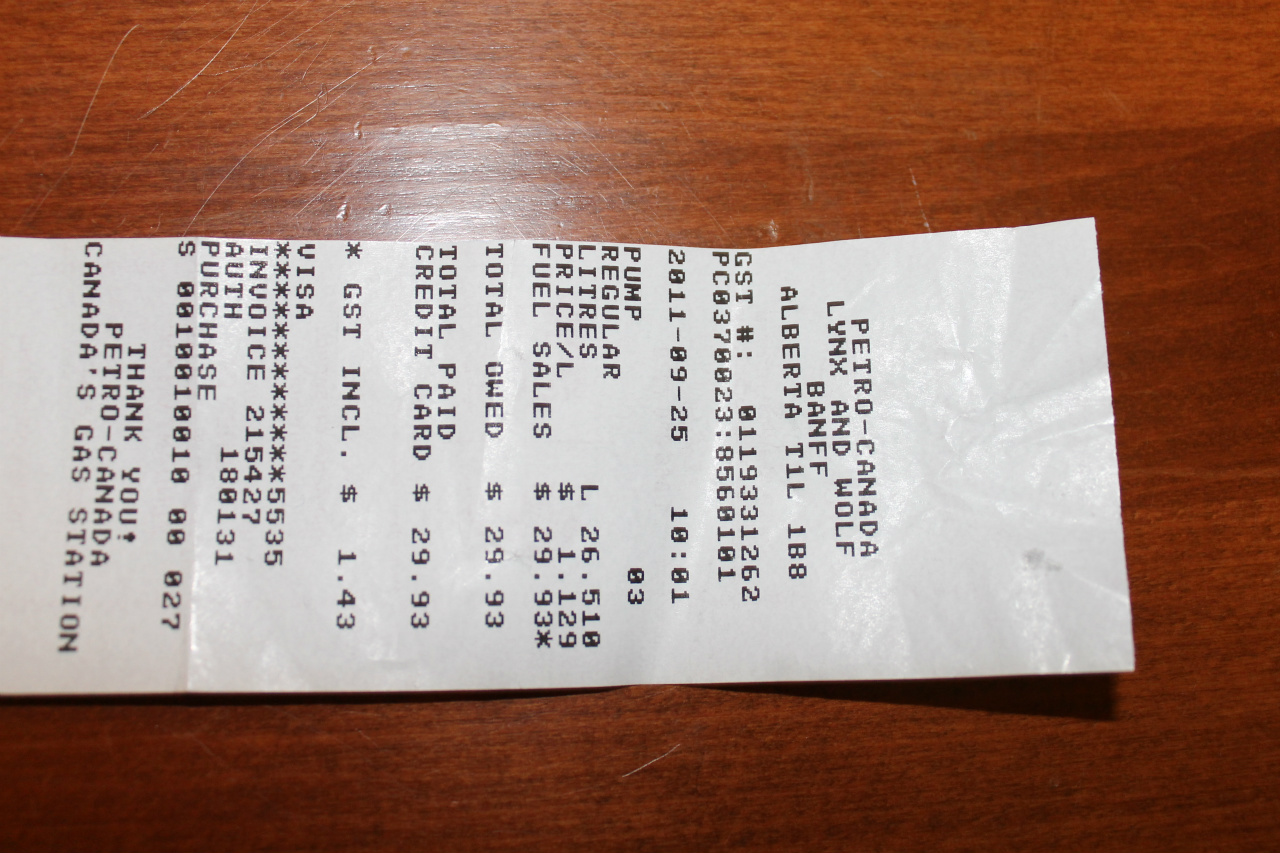 PETRO-CANADA
LYNX AND WOLF
BANFF
ALBERTA T1L 1B8
GST #: 0119331262
PC0370023:8560101
2011-09-25 10:01
PUMP 03
REGULAR
LITRES L 26.510
PRICE/L $ 1.129
FUEL SALES $ 29.93*
TOTAL OWED $ 29.93
TOTAL PAID
CREDIT CARD $ 29.93
* GST INCL. $ 1.43
VISA
****************5535
INVOICE 215427
AUTH 180131
PURCHASE
S 0010010010 00 027
THANK YOU!
PETRO-CANADA
CANADA'S GAS STATION